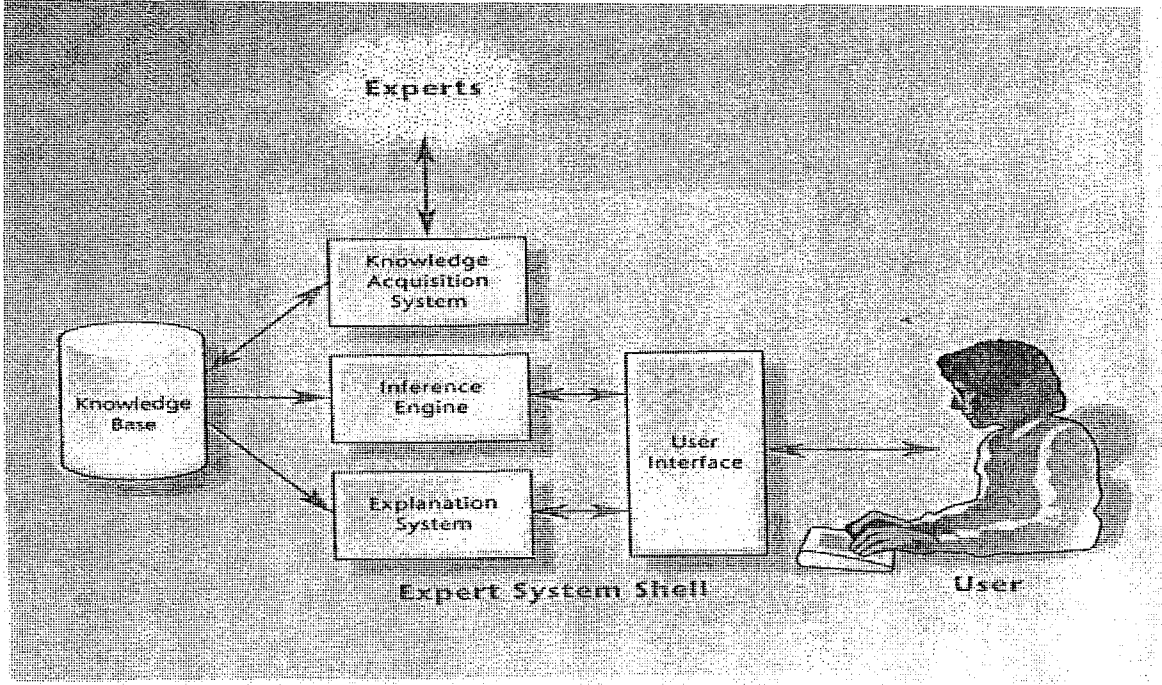 Experts
Knowledge
Acquisition
System
Knowledge
Base
Inference
Engine
User
Interface
Explanation
System
Expert System Shell
User